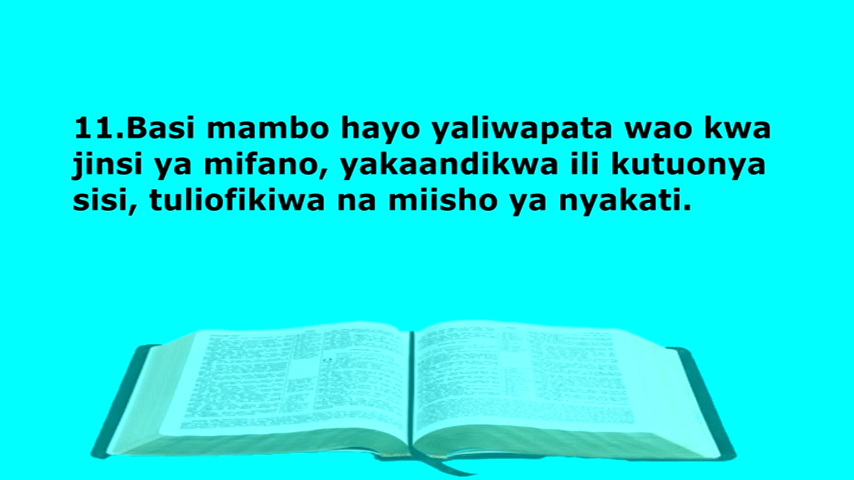 11.Basi mambo hayo yaliwapata wao kwa
jinsi ya mifano, yakaandikwa ili kutuonya
sisi, tuliofikiwa na miisho ya nyakati.